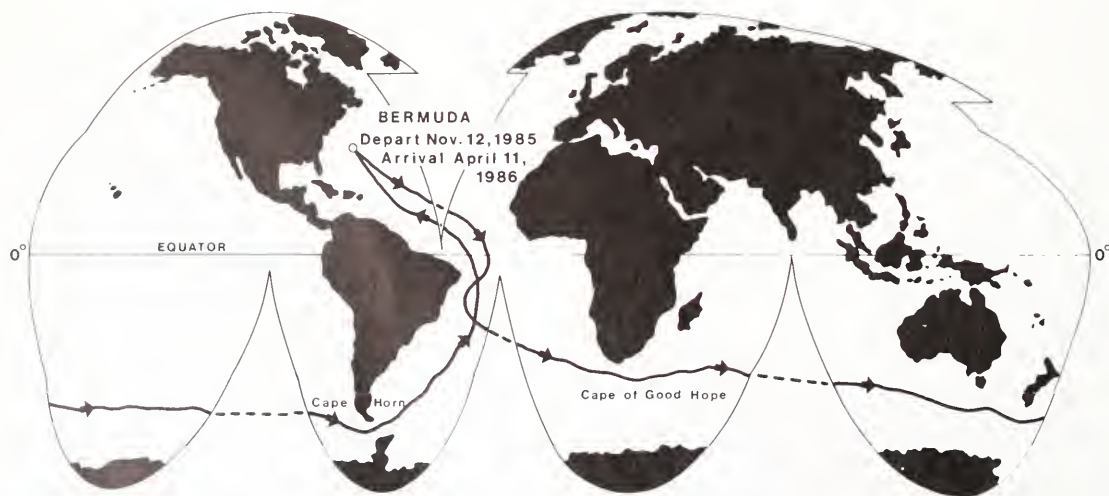 BERMUDA
Depart Nov. 12, 1985
Arrival April 11,
1986
0°
EQUATOR
0°
Cape Horn
Cape of Good Hope